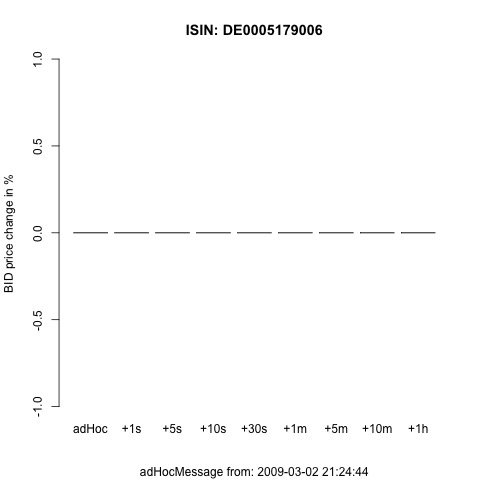 ISIN: DE0005179006
BID price change in %
1.0
0.5
0.0
-0.5
-1.0
adHoc +1s +5s +10s +30s +1m +5m +10m +1h
adHocMessage from: 2009-03-02 21:24:44